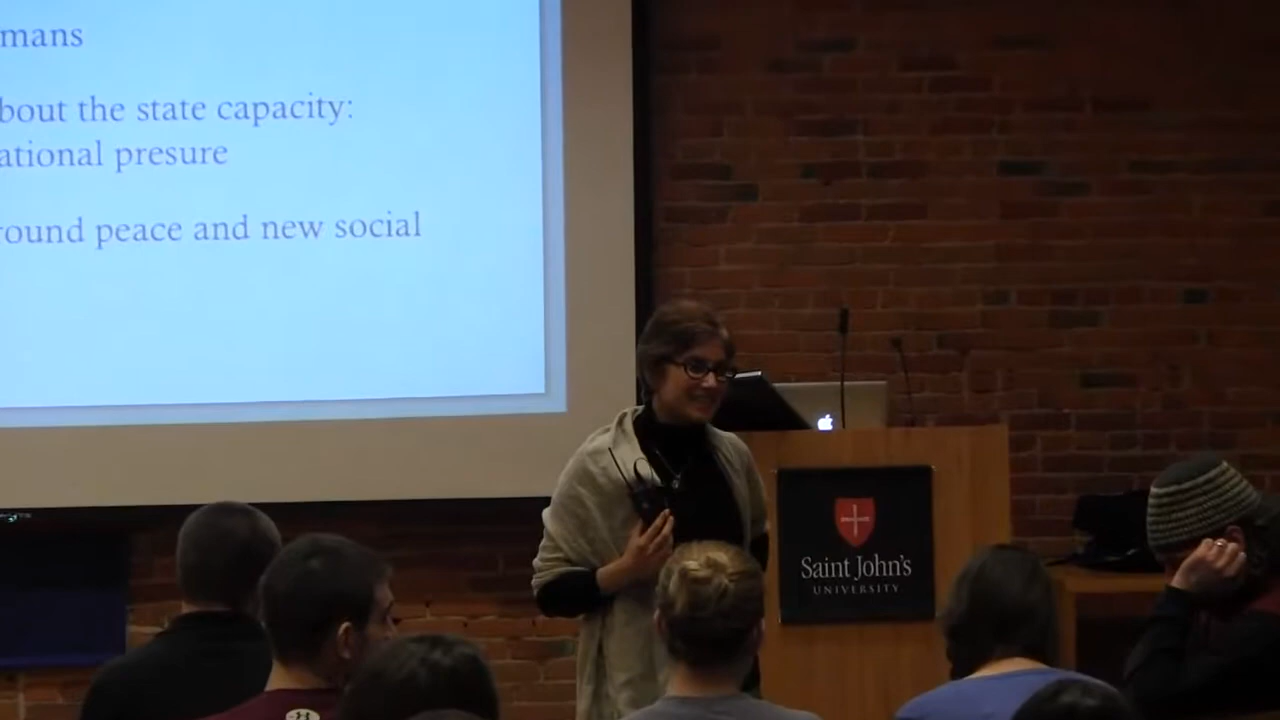 mans
bout the state capacity:
ational presure
round peace and new social
Saint John's
UNIVERSITY